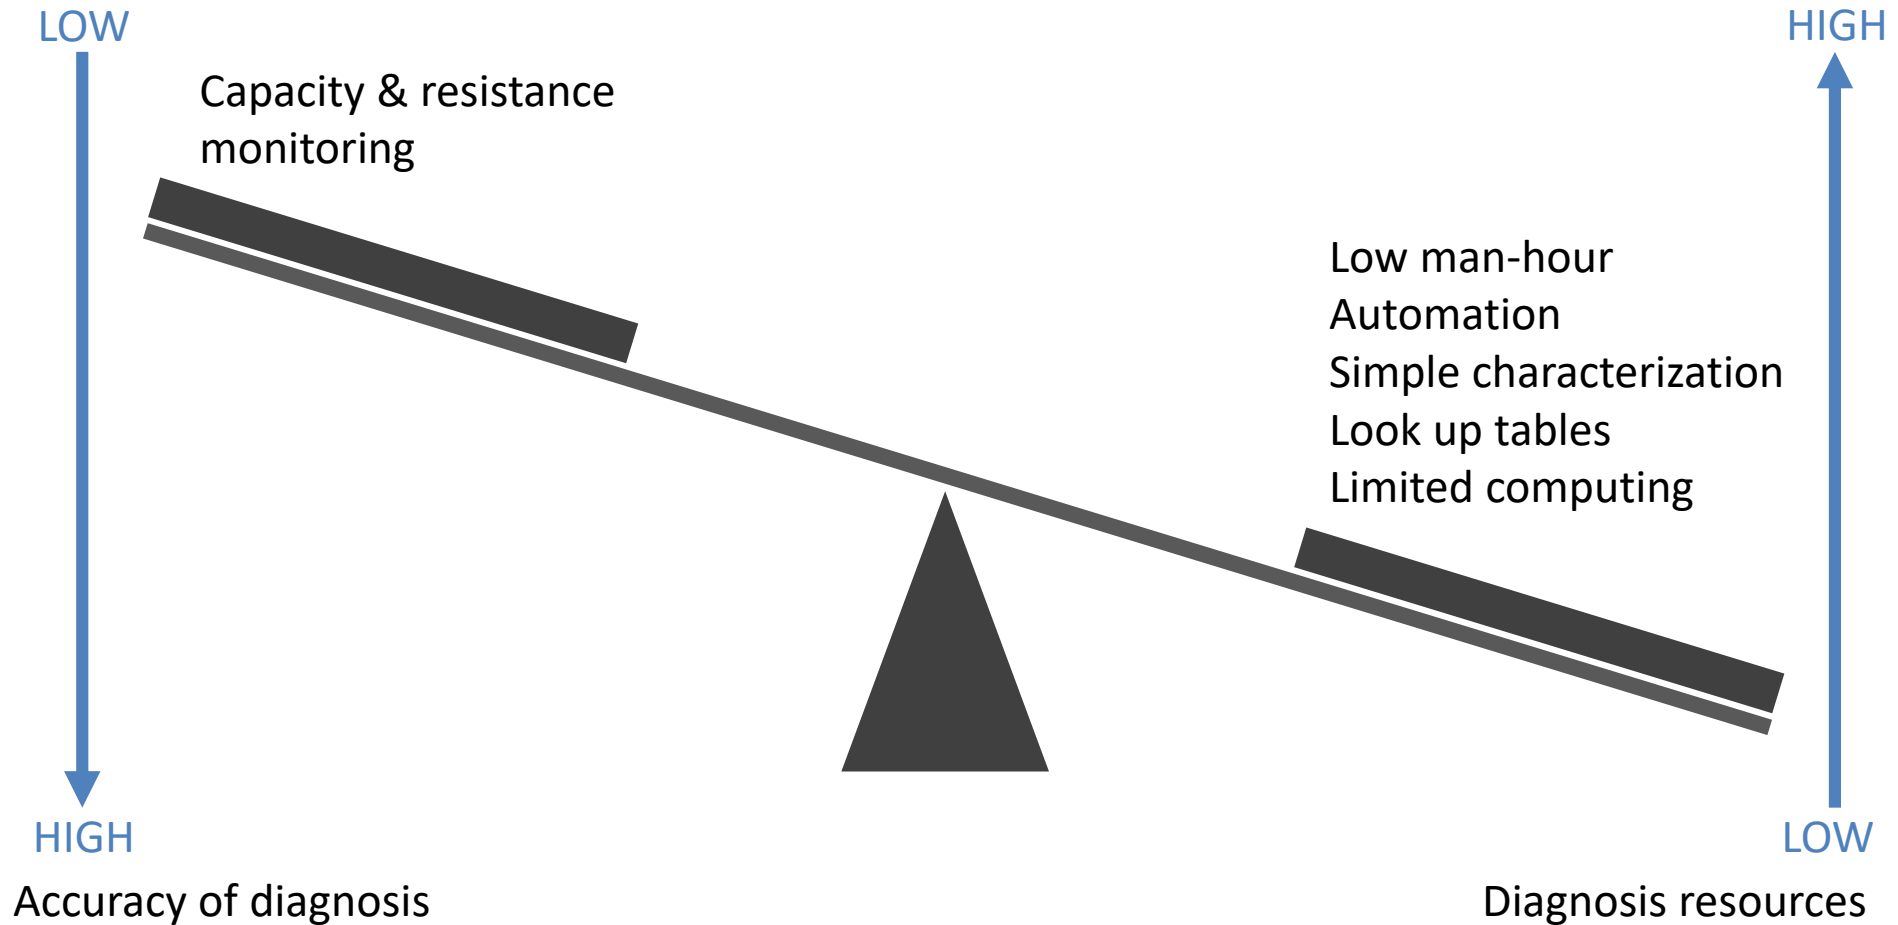 LOW
HIGH
Capacity & resistance
monitoring
Low man-hour
Automation
Simple characterization
Look up tables
Limited computing
HIGH
LOW
Accuracy of diagnosis
Diagnosis resources